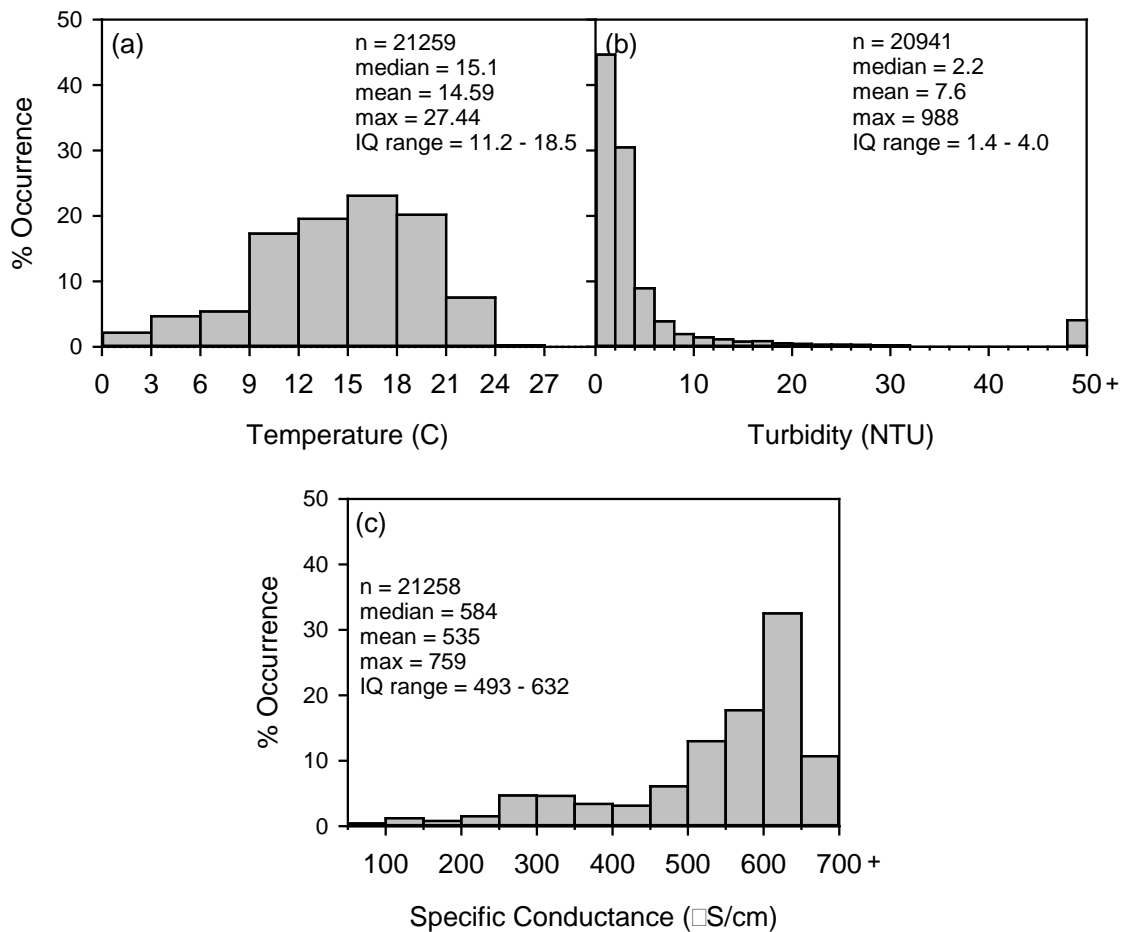 (a)
n = 21259
median = 15.1
mean = 14.59
max = 27.44
IQ range = 11.2 - 18.5
50
40
30
20
10
0
% Occurrence
0 3 6 9 12 15 18 21 24 27
Temperature (C)
(b)
n = 20941
median = 2.2
mean = 7.6
max = 988
IQ range = 1.4 - 4.0
0 10 20 30 40 50 +
Turbidity (NTU)
(c)
n = 21258
median = 584
mean = 535
max = 759
IQ range = 493 - 632
50
40
30
20
10
0
% Occurrence
100 200 300 400 500 600 700 +
Specific Conductance (□S/cm)